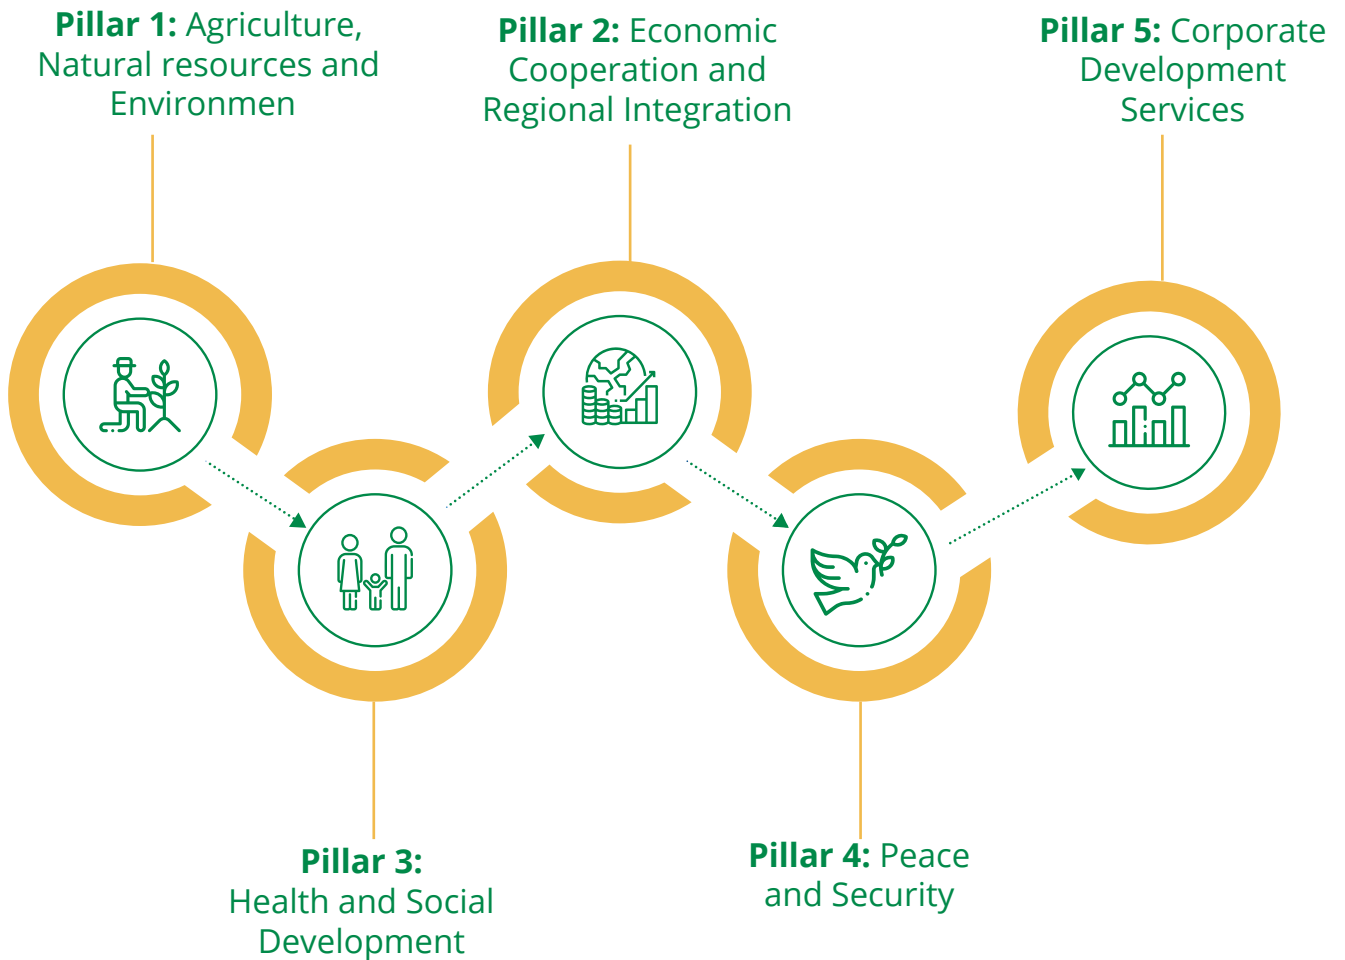 Pillar 1: Agriculture,
Natural resources and
Environmen
Pillar 2: Economic
Cooperation and
Regional Integration
Pillar 5: Corporate
Development
Services
Pillar 3:
Health and Social
Development
Pillar 4: Peace
and Security